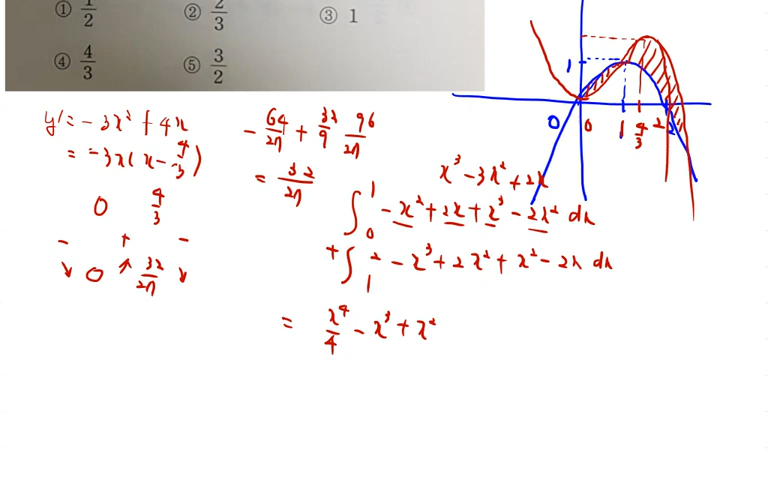 ① 1/2 ② 2/3 ③ 1
④ 4/3 ⑤ 3/2
y' = -3x² + 4x
= -3x(x - 4/3)
0 4/3
- + -
↘ 0 ↗ 32/27 ↘
-64/27 + 32/9 96/27
= 32/27
x³ - 3x² + 2x
∫₀¹ -x² + 2x + x³ - 2x² dx
+ ∫₁² -x³ + 2x² + x² - 2x dx
= x⁴/4 - x³ + x²
1
0 0 1 4/3 2 2